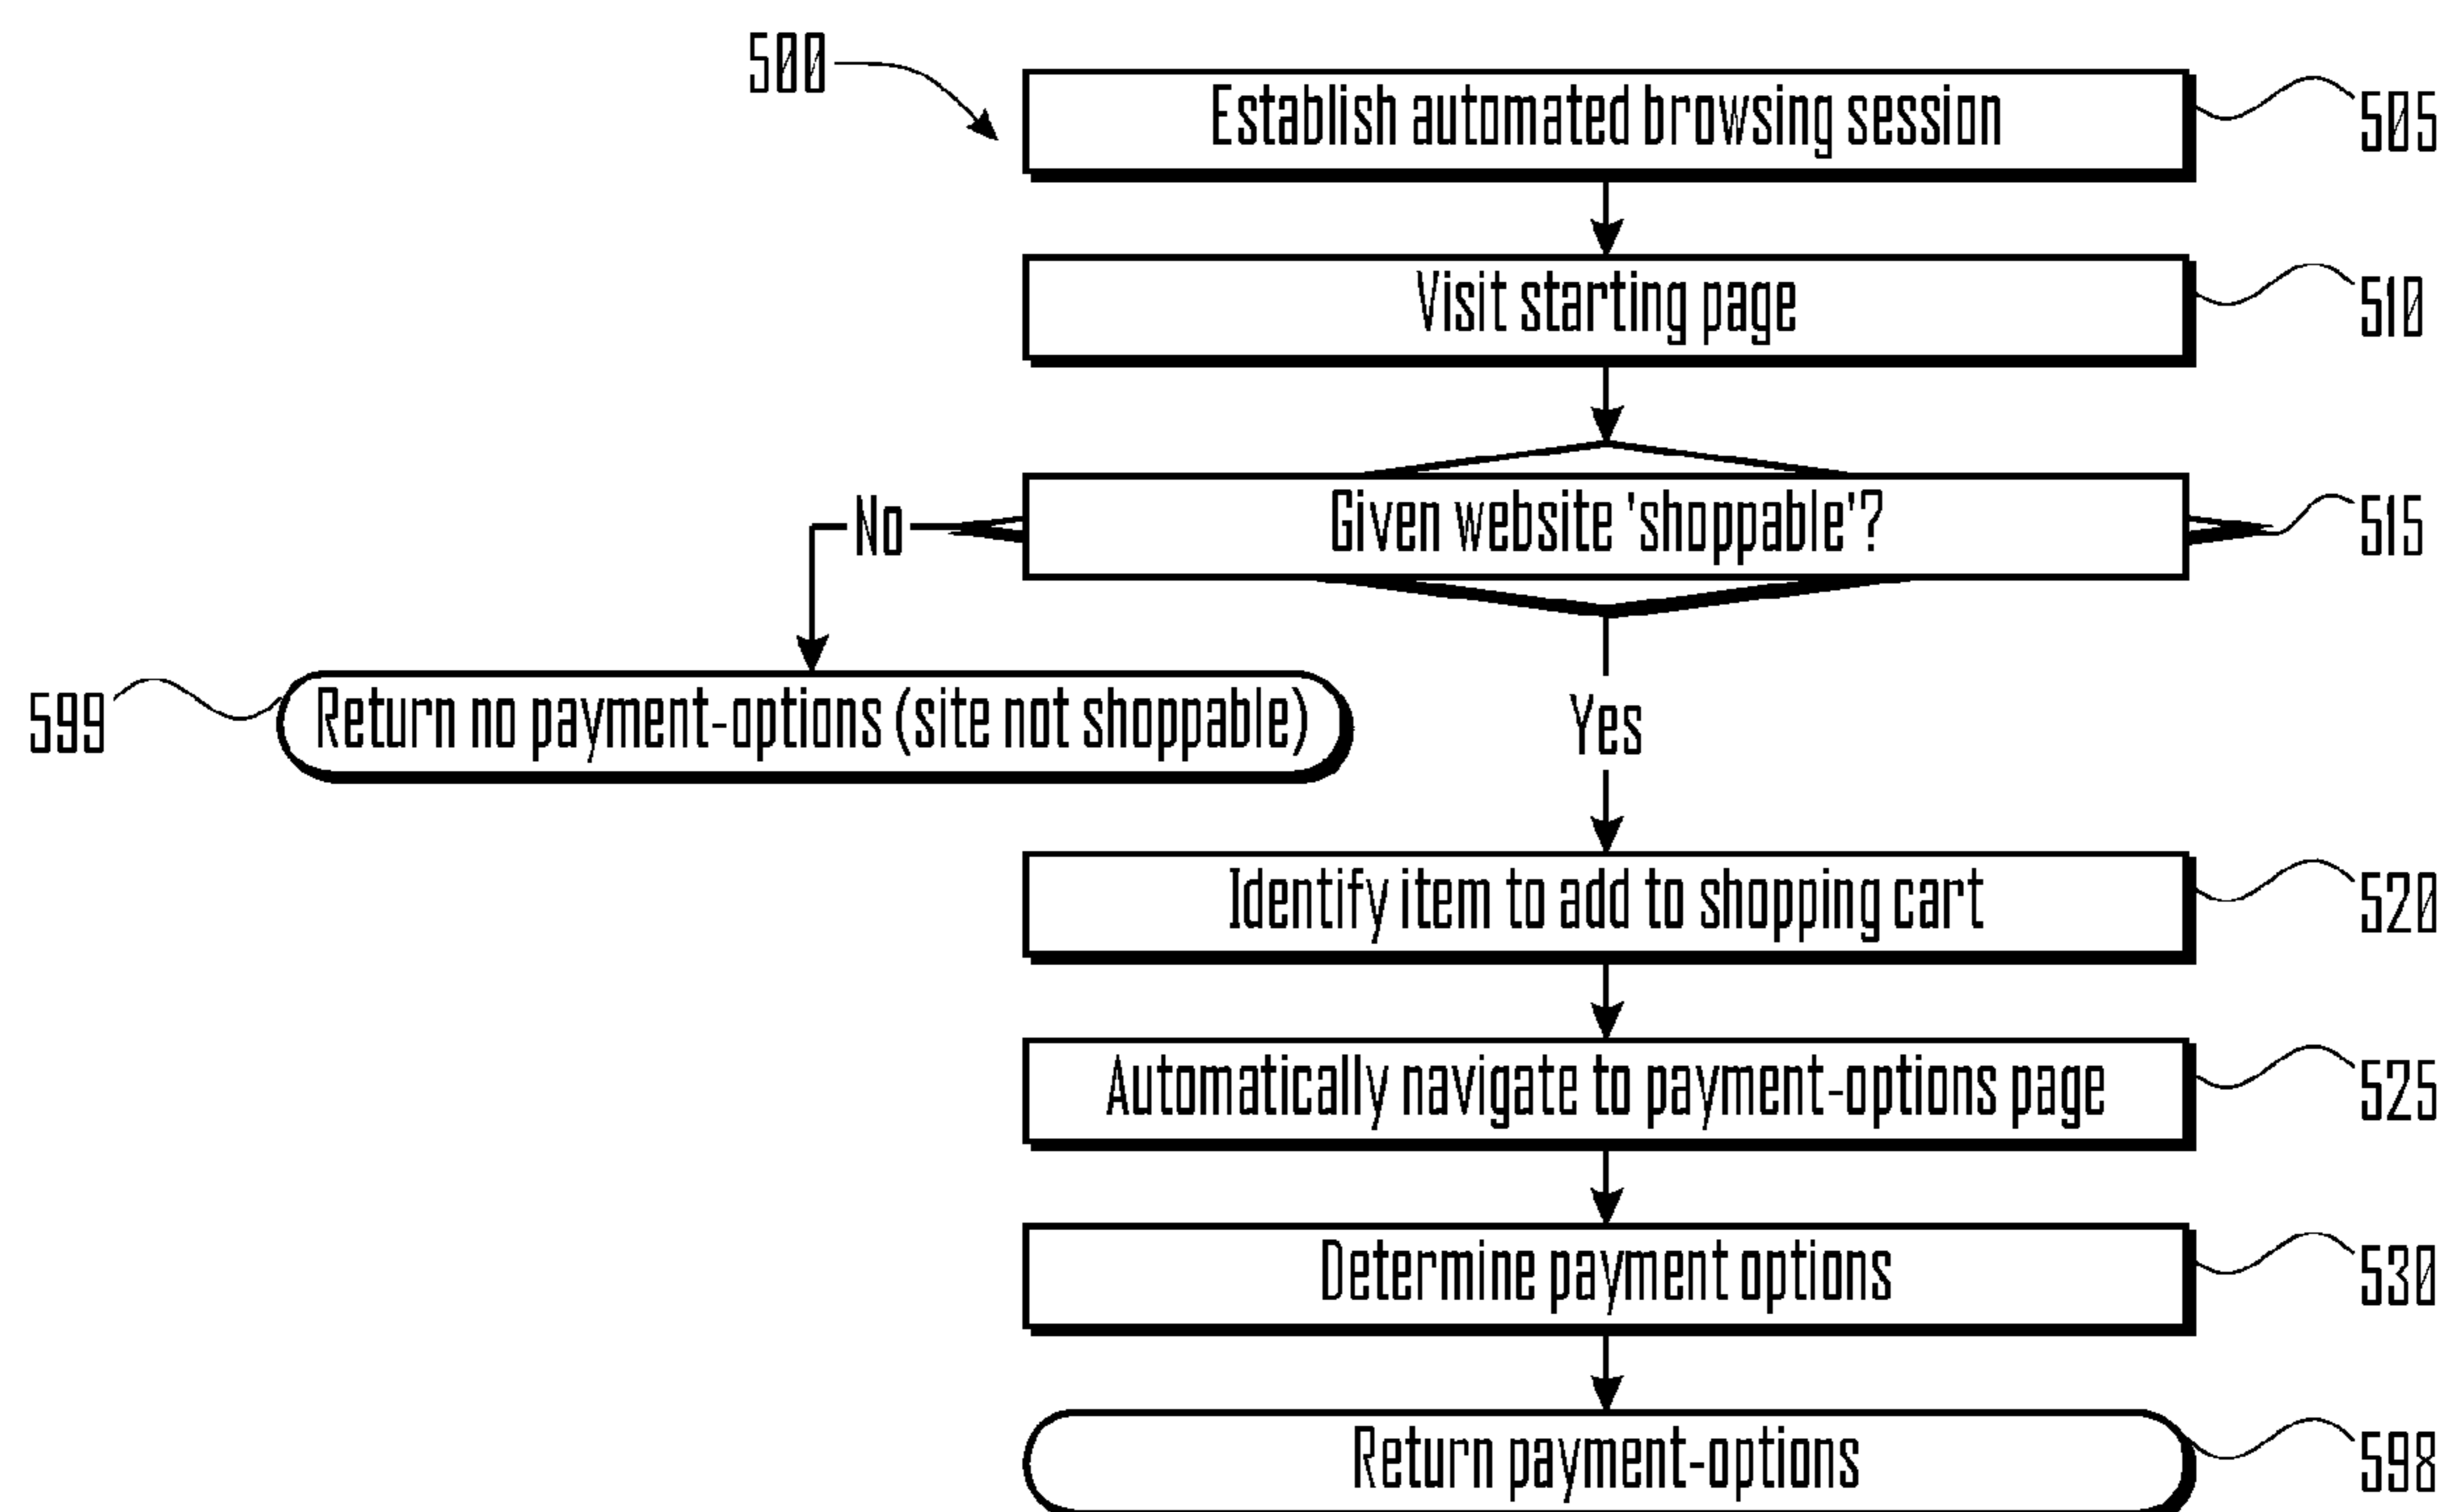 500
Establish automated browsing session
505
Visit starting page
510
Given website 'shoppable'?
515
No
599
Return no payment-options (site not shoppable)
Yes
Identify item to add to shopping cart
520
Automatically navigate to payment-options page
525
Determine payment options
530
Return payment-options
598